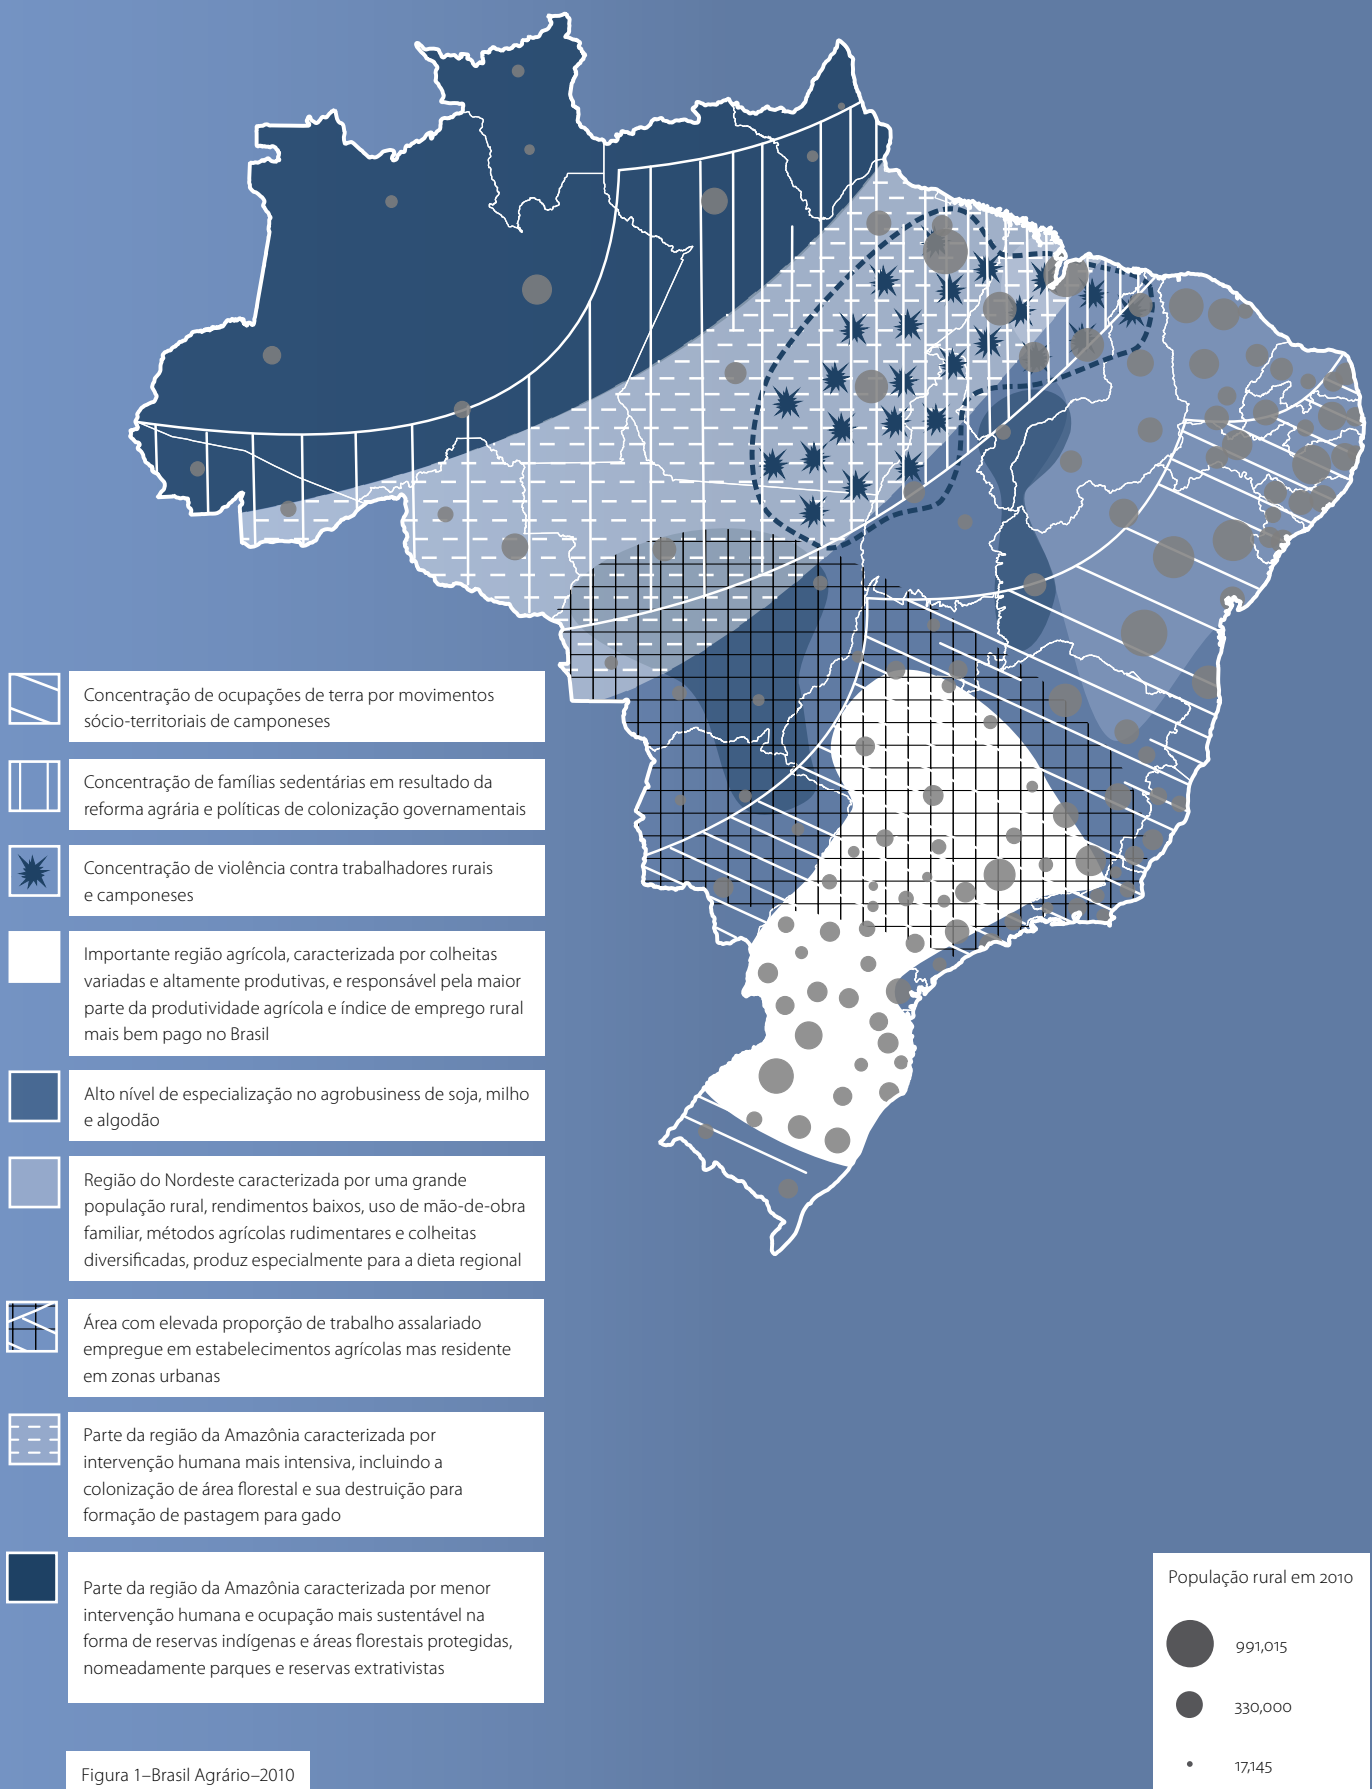 Concentração de ocupações de terra por movimentos
sócio-territoriais de camponeses
Concentração de famílias sedentárias em resultado da
reforma agrária e políticas de colonização governamentais
Concentração de violência contra trabalhadores rurais
e camponeses
Importante região agrícola, caracterizada por colheitas
variadas e altamente produtivas, e responsável pela maior
parte da produtividade agrícola e índice de emprego rural
mais bem pago no Brasil
Alto nível de especialização no agrobusiness de soja, milho
e algodão
Região do Nordeste caracterizada por uma grande
população rural, rendimentos baixos, uso de mão-de-obra
familiar, métodos agrícolas rudimentares e colheitas
diversificadas, produz especialmente para a dieta regional
Área com elevada proporção de trabalho assalariado
empregue em estabelecimentos agrícolas mas residente
em zonas urbanas
Parte da região da Amazônia caracterizada por
intervenção humana mais intensiva, incluindo a
colonização de área florestal e sua destruição para
formação de pastagem para gado
Parte da região da Amazônia caracterizada por menor
intervenção humana e ocupação mais sustentável na
forma de reservas indígenas e áreas florestais protegidas,
nomeadamente parques e reservas extrativistas
População rural em 2010
991,015
330,000
17,145
Figura 1–Brasil Agrário–2010